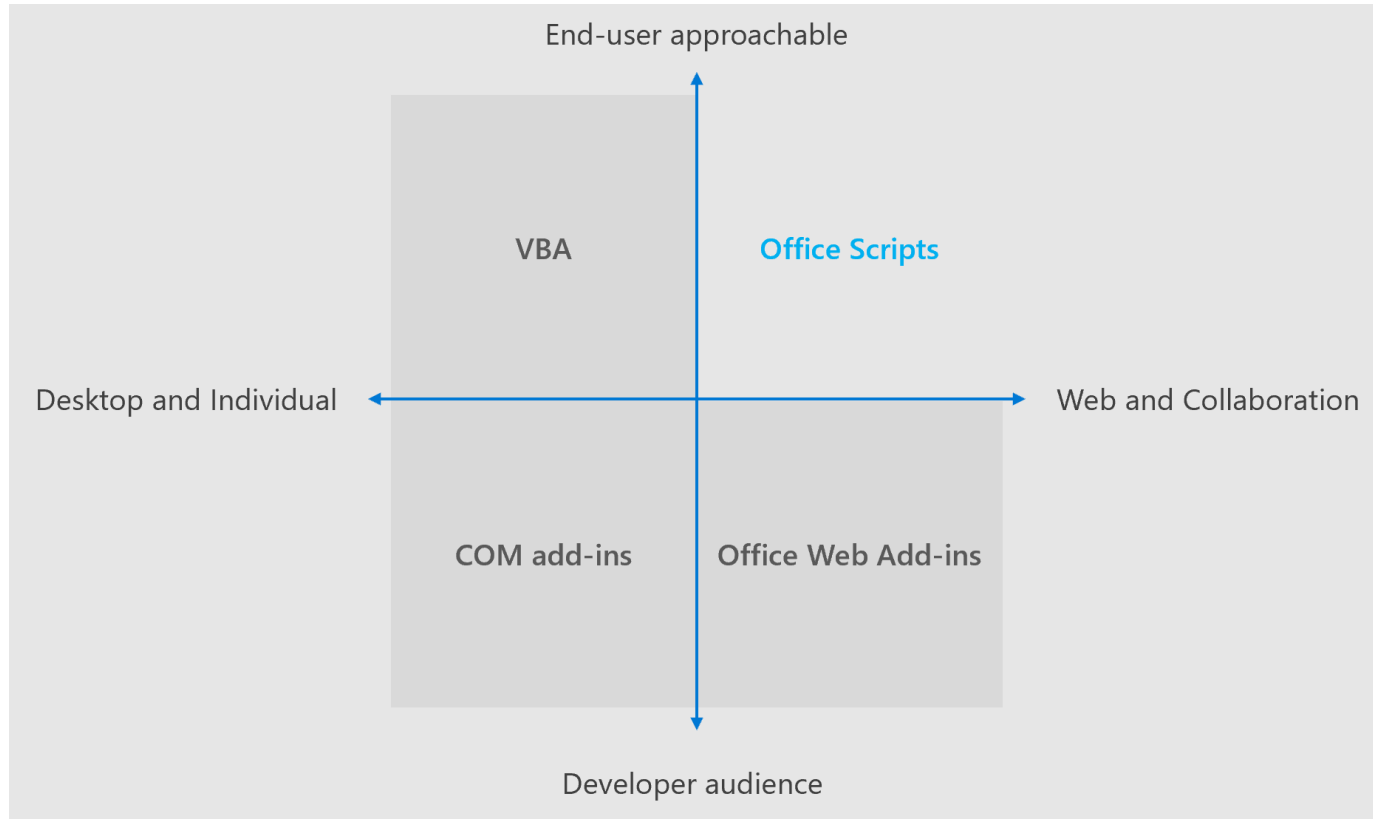 End-user approachable
VBA
Office Scripts
Desktop and Individual
Web and Collaboration
COM add-ins
Office Web Add-ins
Developer audience